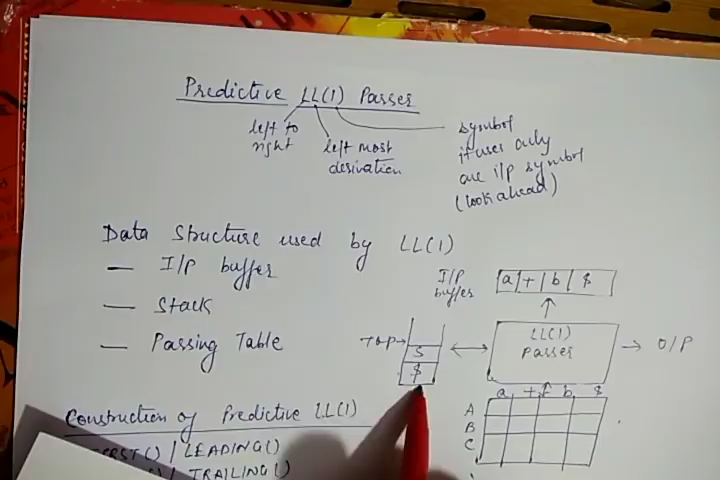 Predictive LL(1) Parser
left to
right
left most
derivation
symbol
it uses only
one i/p symbol
(look ahead)
Data Structure used by LL(1)
— I/P buffer
— Stack
— Passing Table
I/P
buffer
a + b $
TOP→
S
$
LL(1)
Parser
→ O/P
a + b $
A
B
C
Construction of Predictive LL(1)
FIRST() / LEADING()
/ TRAILING()